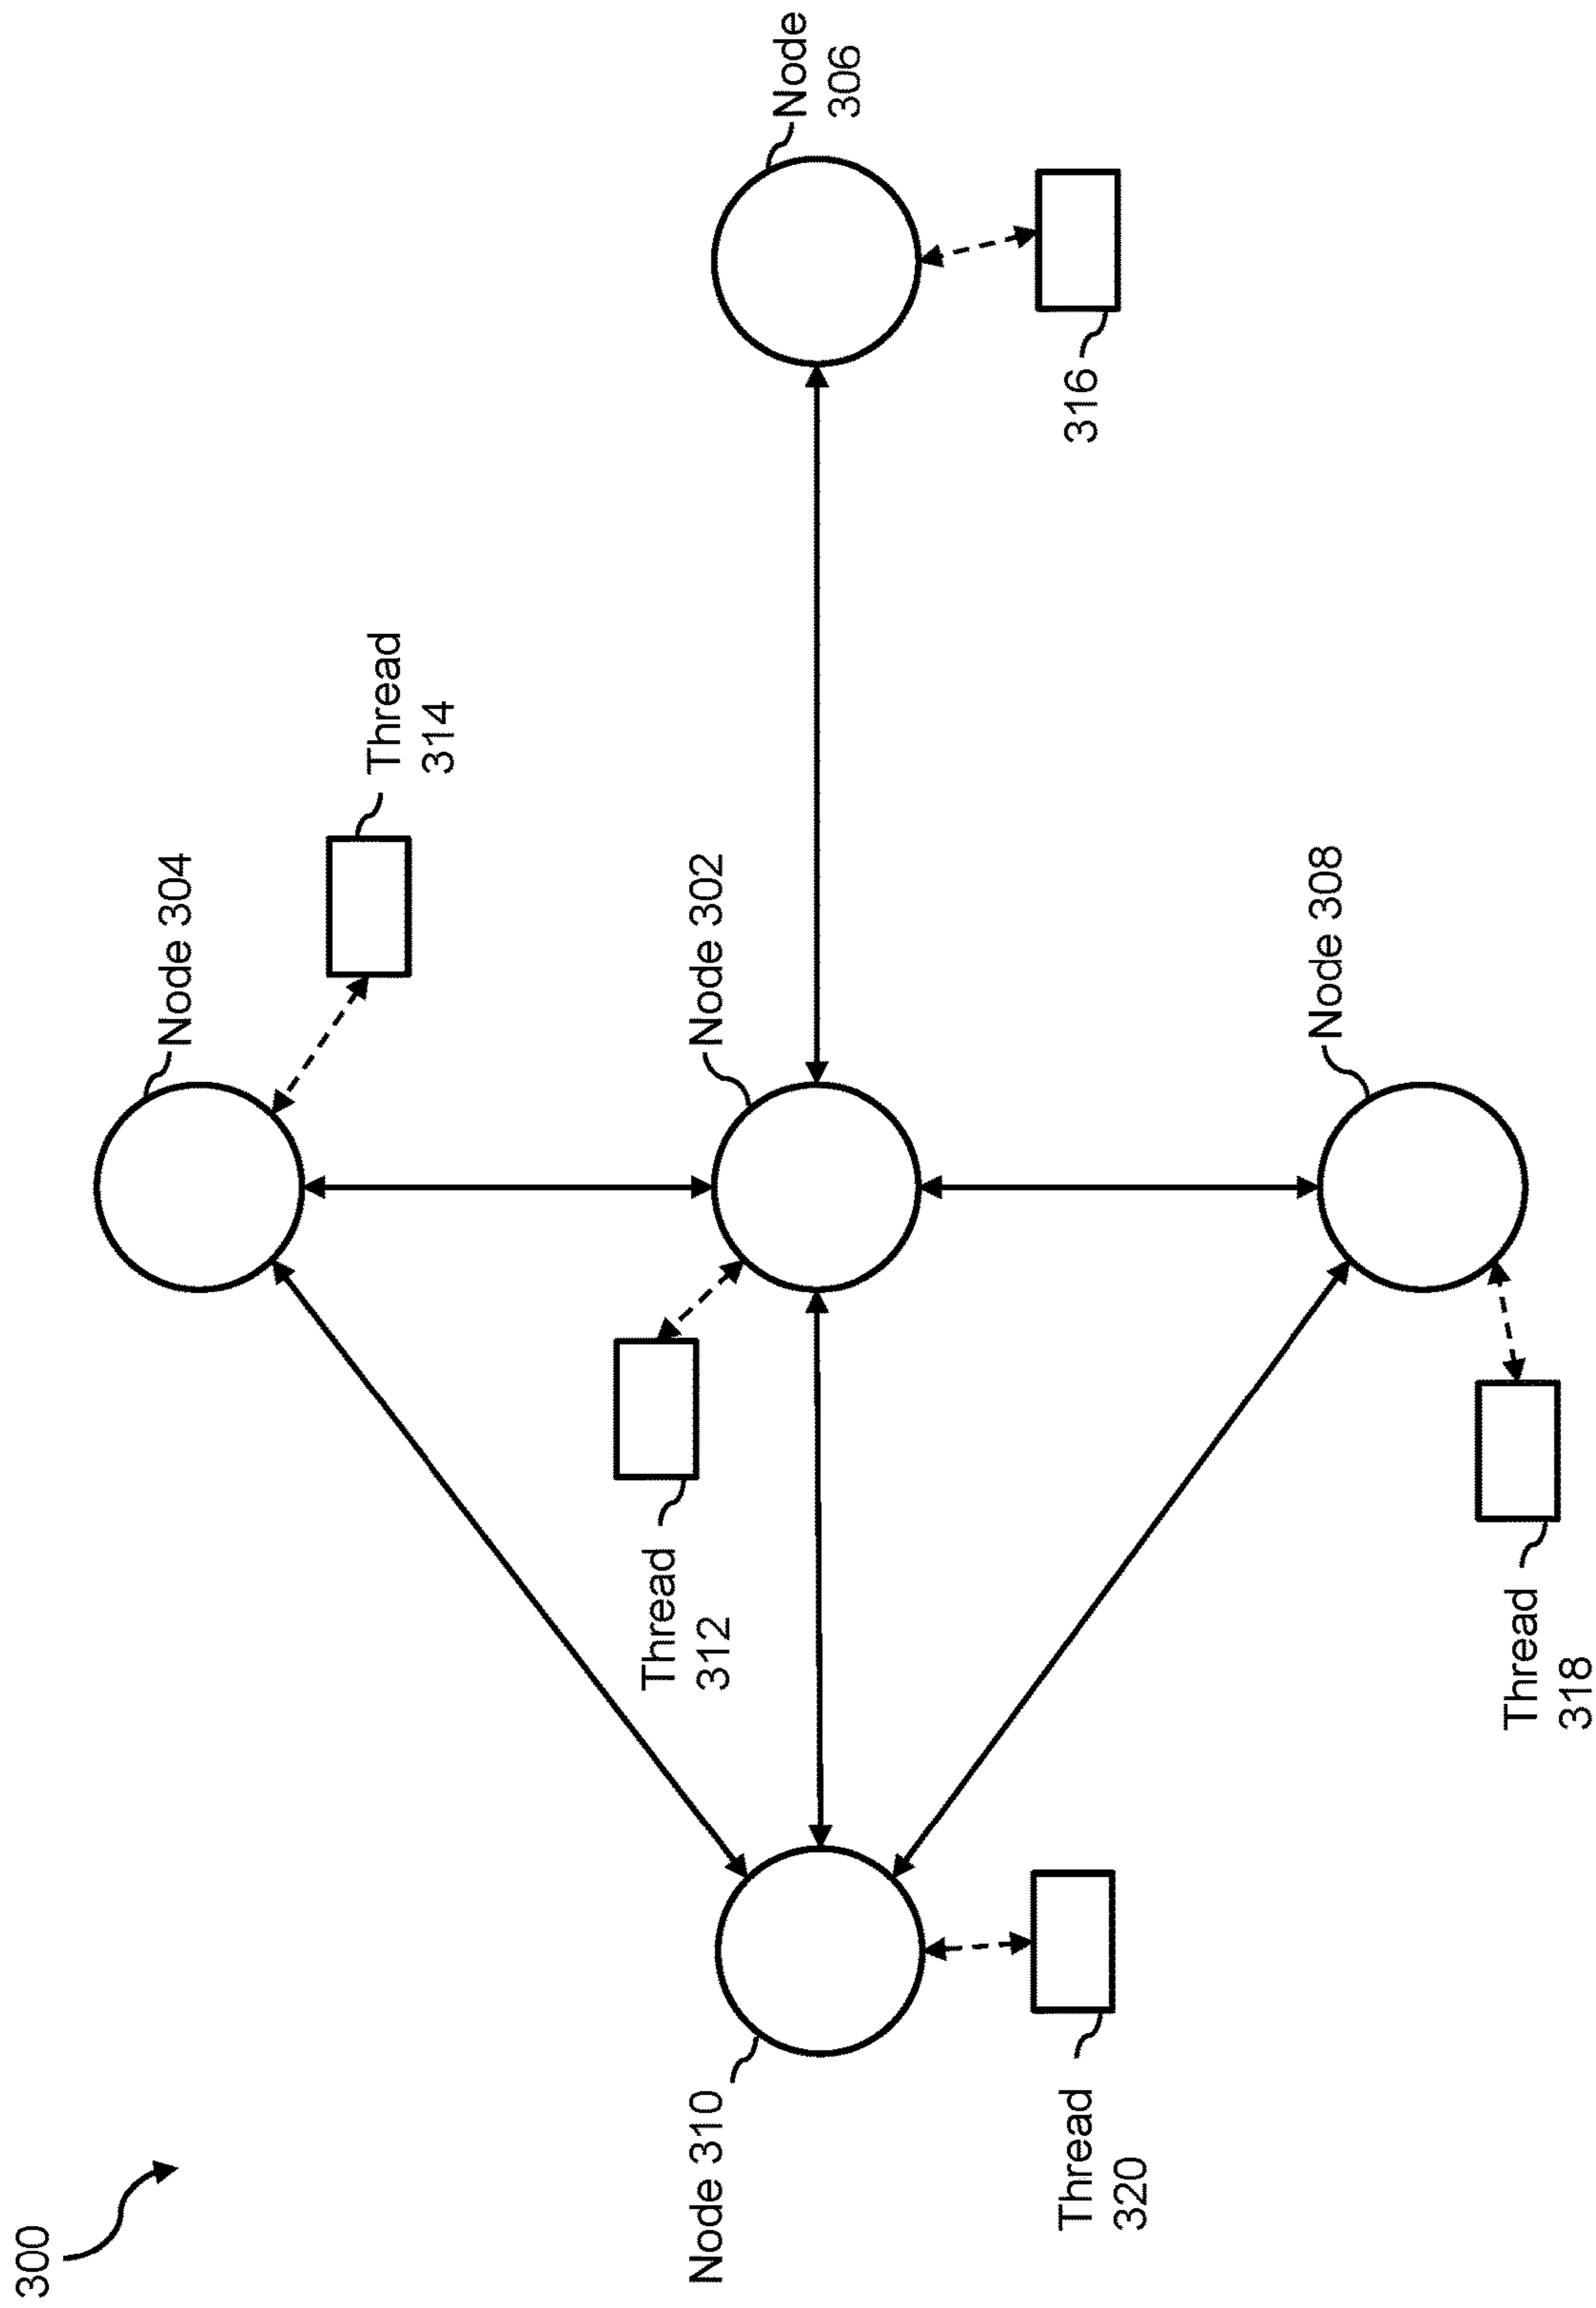 300
Node 304
Thread
314
Node 310
Thread
312
Node 302
Node
306
Thread
320
316
Node 308
Thread
318